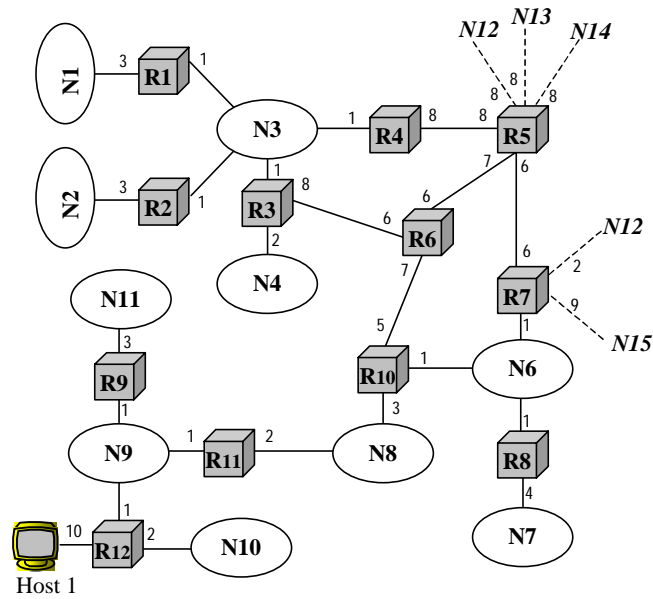 N12 N13 N14
8 8 8
N1 3 R1 1
N3 1 R4 8 8 R5
N2 3 R2 1
1 8
R3
2
N4
7 6
6
6 R6
7
6
R7 2 N12
9
N15
1
N11
3
R9
1
5
R10 1 N6
3
1
R8
4
N7
N9 1 R11 2 N8
1
10 R12 2 N10
Host 1